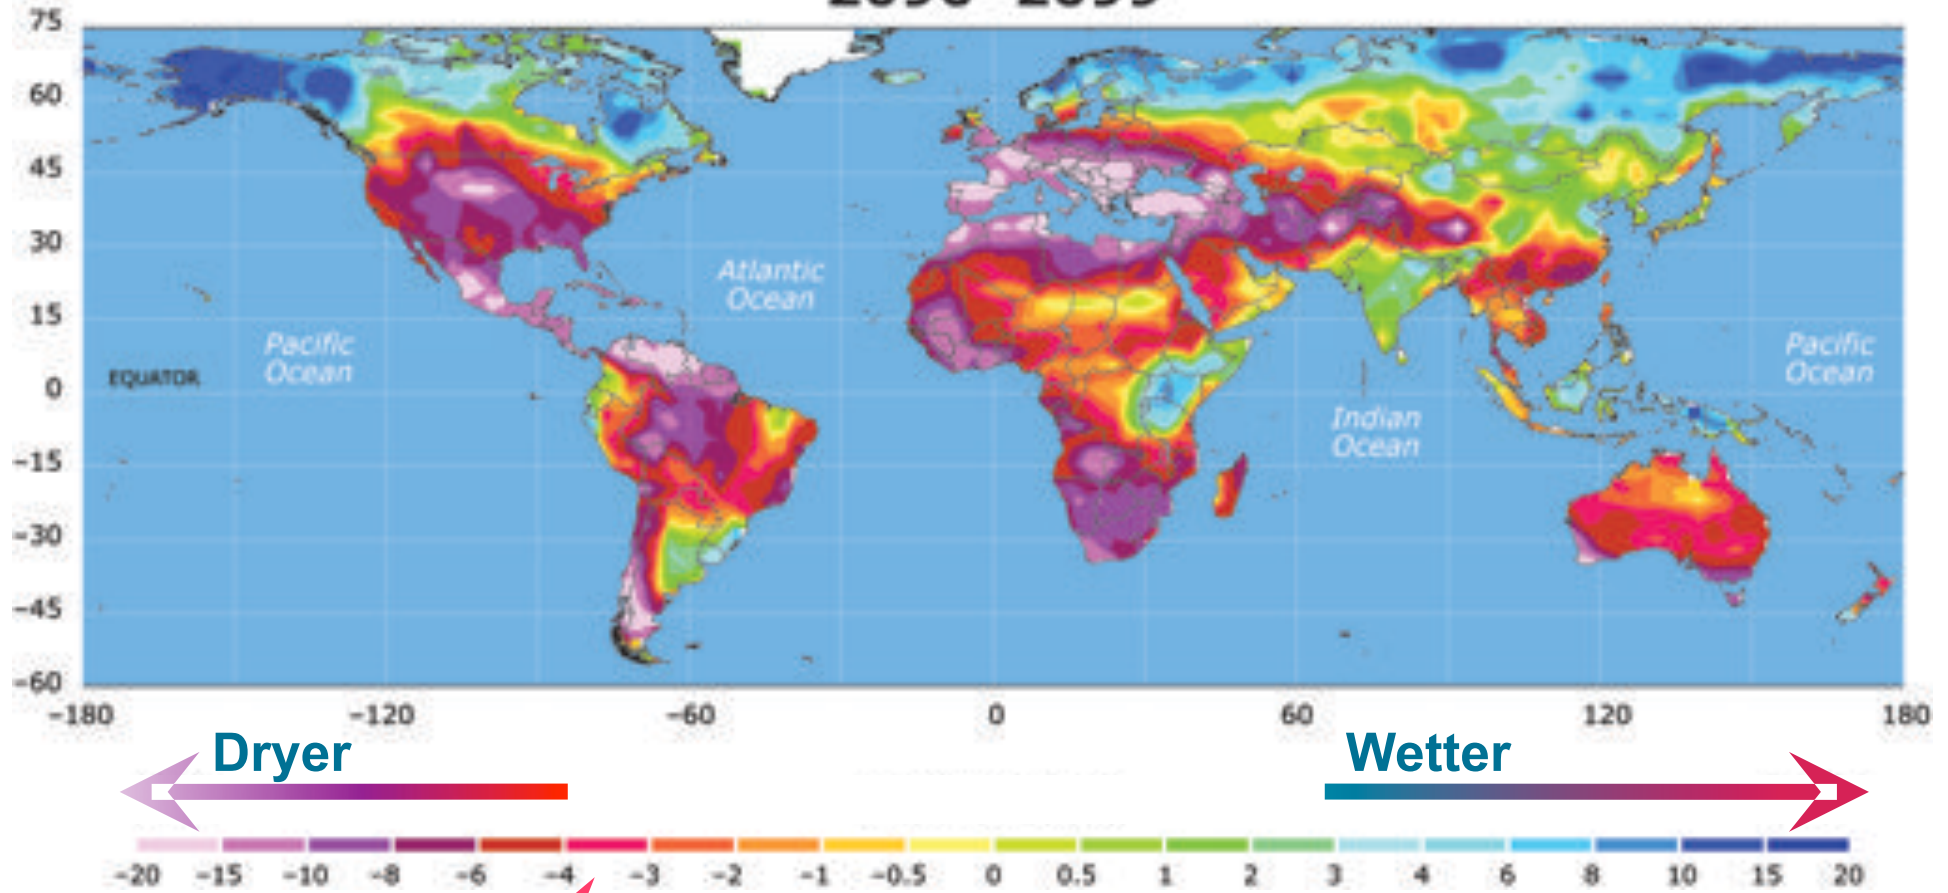 75
60
45
30
15
0
-15
-30
-45
-60
Atlantic
Ocean
Pacific
Ocean
EQUATOR
Pacific
Ocean
Indian
Ocean
-180 -120 -60 0 60 120 180
Dryer Wetter
-20 -15 -10 -8 -6 -4 -3 -2 -1 -0.5 0 0.5 1 2 3 4 6 8 10 15 20